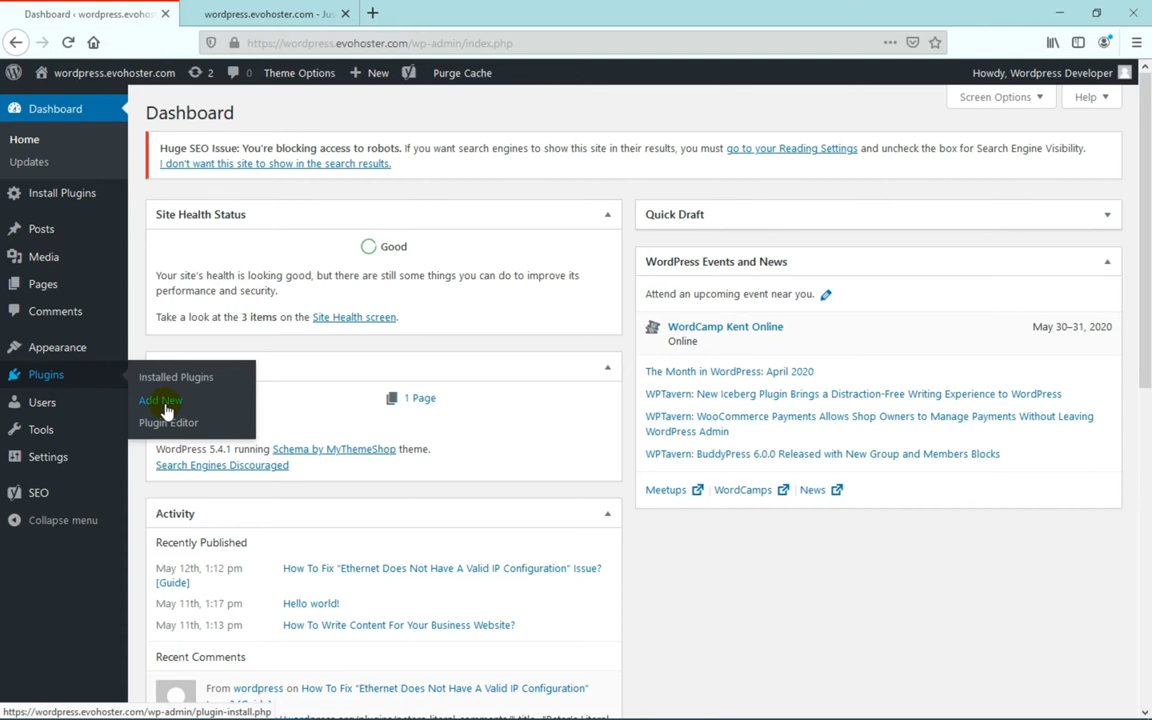 Dashboard ‹ wordpress.evohos
wordpress.evohoster.com - Jus
https://wordpress.evohoster.com/wp-admin/index.php
wordpress.evohoster.com 2 0 Theme Options New Purge Cache Howdy, Wordpress Developer
Screen Options Help
Dashboard
Home
Updates
Install Plugins
Posts
Media
Pages
Comments
Appearance
Plugins
Users
Tools
Settings
SEO
Collapse menu
Installed Plugins
Add New
Plugin Editor
Dashboard
Huge SEO Issue: You're blocking access to robots. If you want search engines to show this site in their results, you must go to your Reading Settings and uncheck the box for Search Engine Visibility.
I don't want this site to show in the search results.
Site Health Status
Good
Your site's health is looking good, but there are still some things you can do to improve its
performance and security.
Take a look at the 3 items on the Site Health screen.
1 Page
WordPress 5.4.1 running Schema by MyThemeShop theme.
Search Engines Discouraged
Activity
Recently Published
May 12th, 1:12 pm How To Fix "Ethernet Does Not Have A Valid IP Configuration" Issue?
[Guide]
May 11th, 1:17 pm Hello world!
May 11th, 1:13 pm How To Write Content For Your Business Website?
Recent Comments
From wordpress on How To Fix "Ethernet Does Not Have A Valid IP Configuration"
Quick Draft
WordPress Events and News
Attend an upcoming event near you.
WordCamp Kent Online May 30–31, 2020
Online
The Month in WordPress: April 2020
WPTavern: New Iceberg Plugin Brings a Distraction-Free Writing Experience to WordPress
WPTavern: WooCommerce Payments Allows Shop Owners to Manage Payments Without Leaving
WordPress Admin
WPTavern: BuddyPress 6.0.0 Released with New Group and Members Blocks
Meetups WordCamps News
https://wordpress.evohoster.com/wp-admin/plugin-install.php